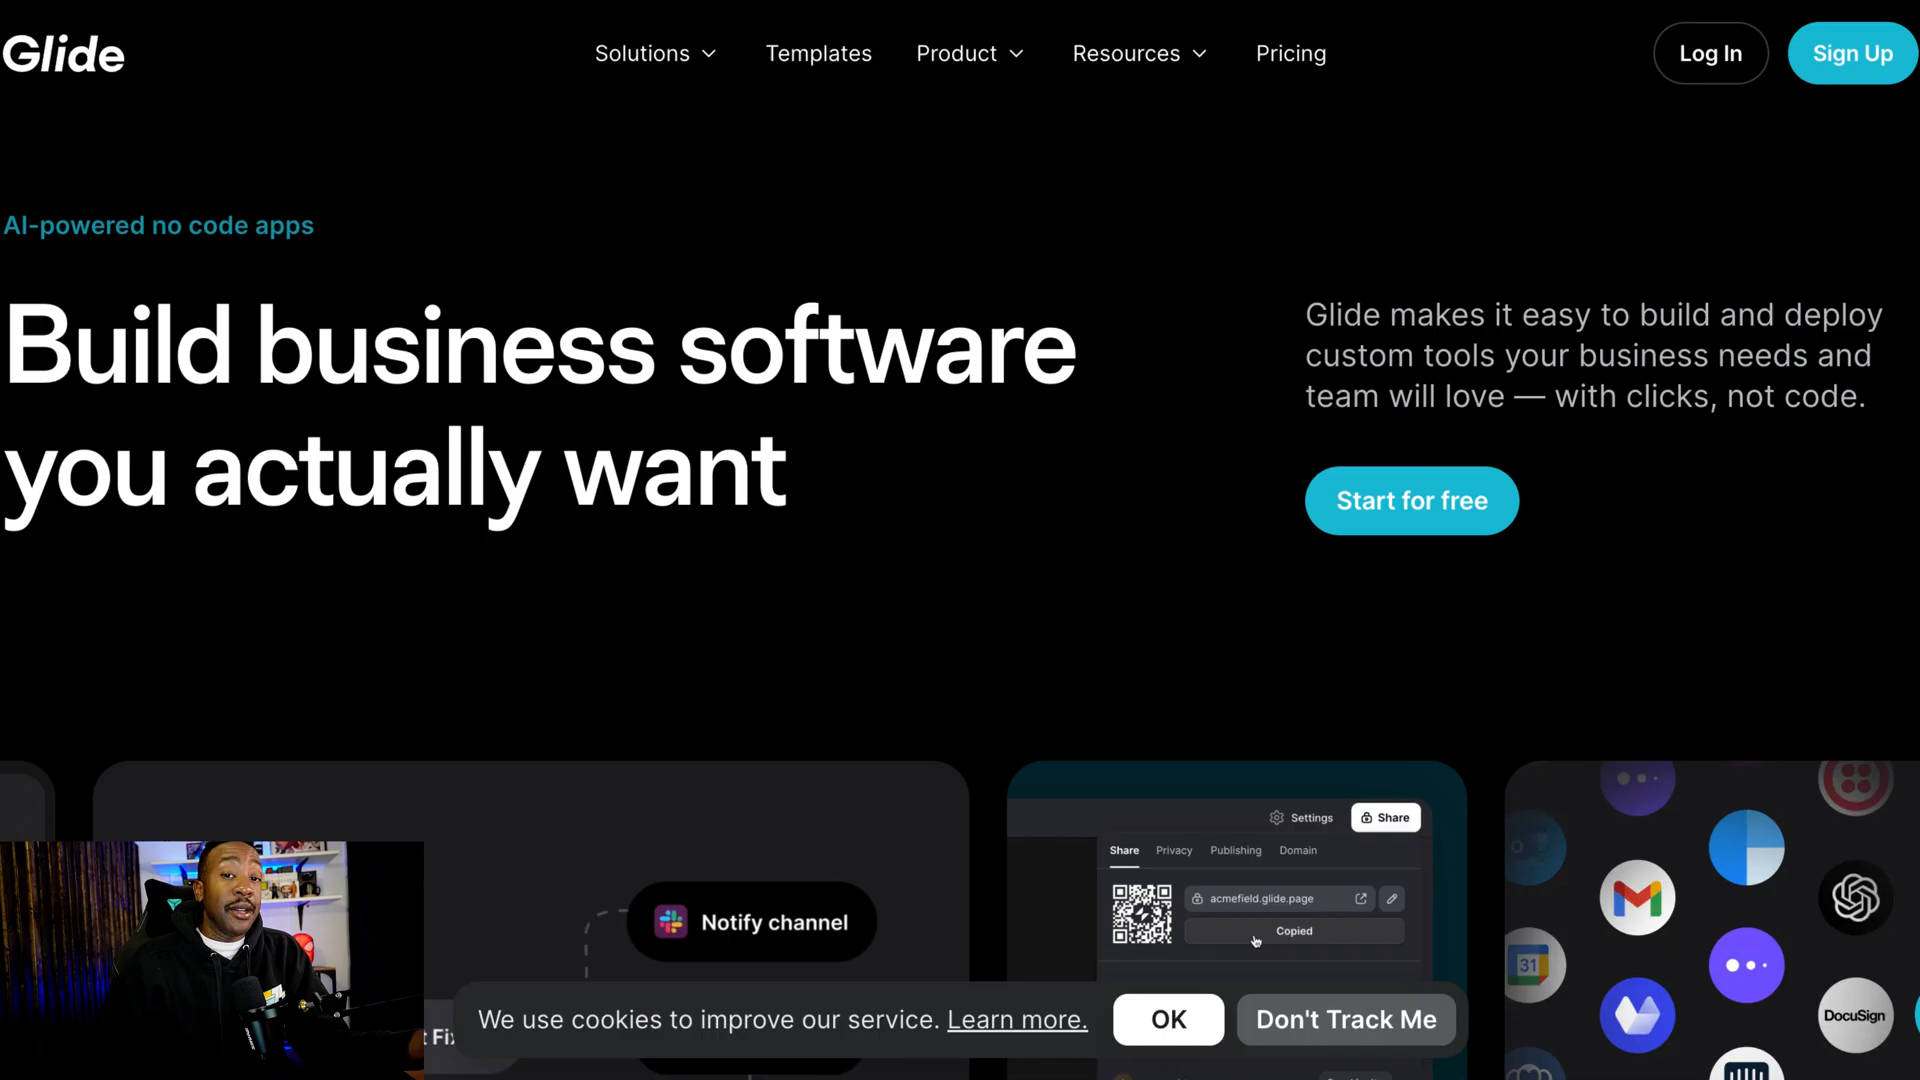 Glide
Solutions
Templates
Product
Resources
Pricing
Log In
Sign Up
AI-powered no code apps
Build business software
you actually want
Glide makes it easy to build and deploy
custom tools your business needs and
team will love — with clicks, not code.
Start for free
Settings
Share
Share
Privacy
Publishing
Domain
acmefield.glide.page
Copied
Notify channel
31
DocuSign
We use cookies to improve our service. Learn more.
OK
Don't Track Me